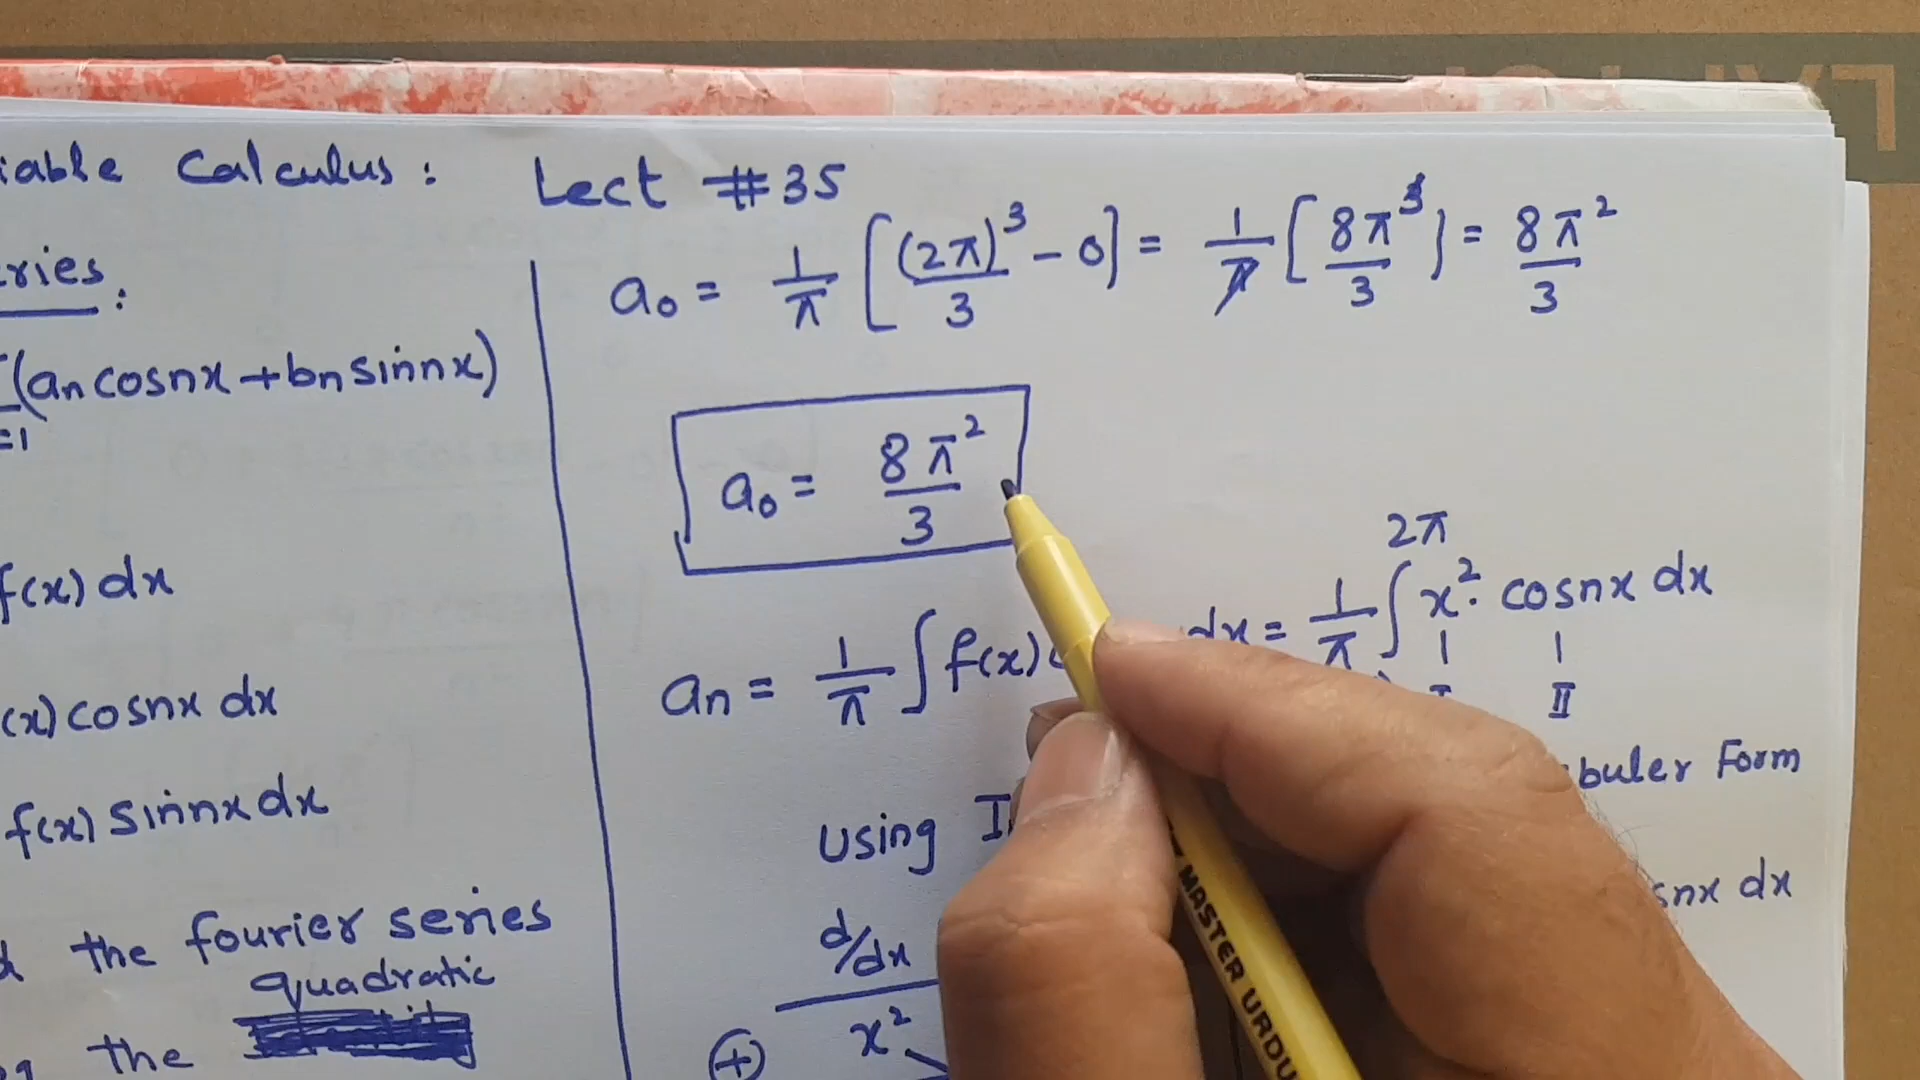 iable Calculus: Lect #35
eries:
(an cosnx + bn sinnx)
=1
f(x) dx
(x) cosnx dx
f(x) sinnx dx
the fourier series
quadratic
the
a₀ = 1/π [(2π)³/3 - 0] = 1/π [8π³/3] = 8π²/3
a₀ = 8π²/3
an = 1/π ∫ f(x) dx = 1/π ∫ 2π x². cosnx dx
I II
Using buler Form
snx dx
d/dx
⊕ x²
MASTER URDU